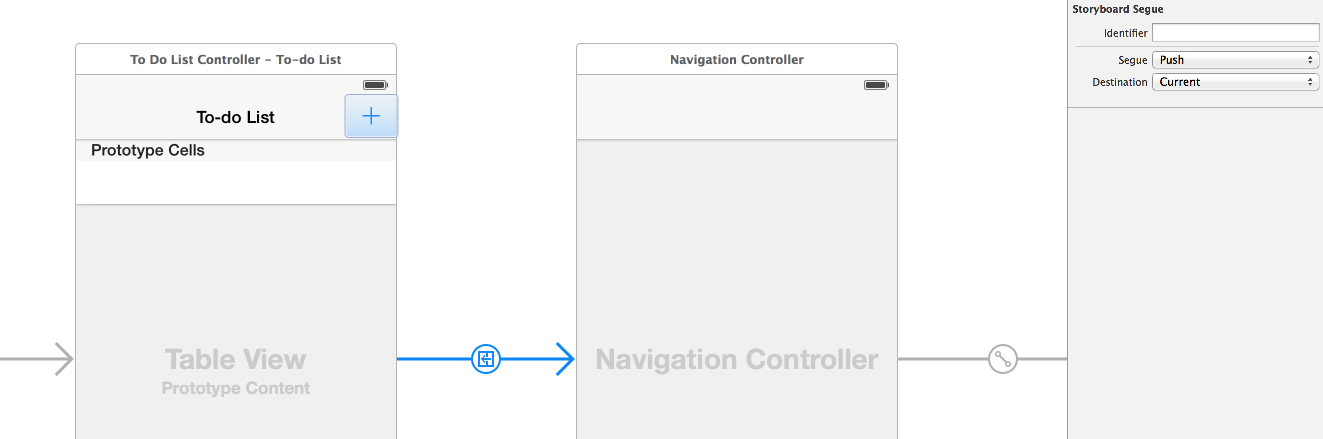 To Do List Controller – To-do List
To-do List
+
Prototype Cells
Table View
Prototype Content
Navigation Controller
Navigation Controller
Storyboard Segue
Identifier
Segue Push
Destination Current